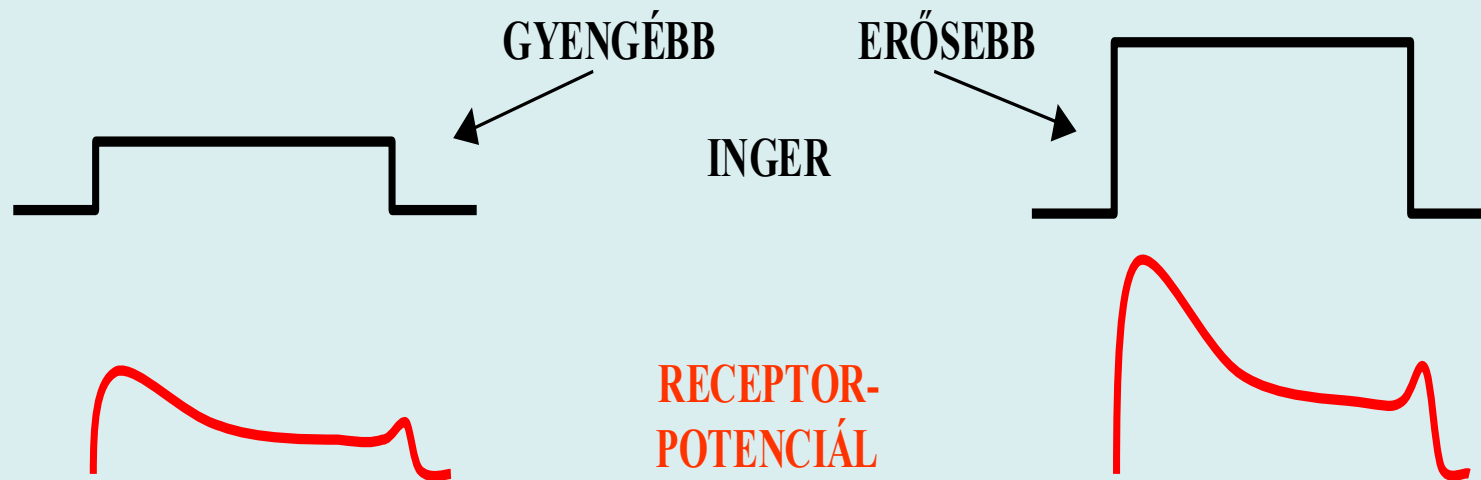 GYENGÉBB
ERŐSEBB
INGER
RECEPTOR-
POTENCIÁL